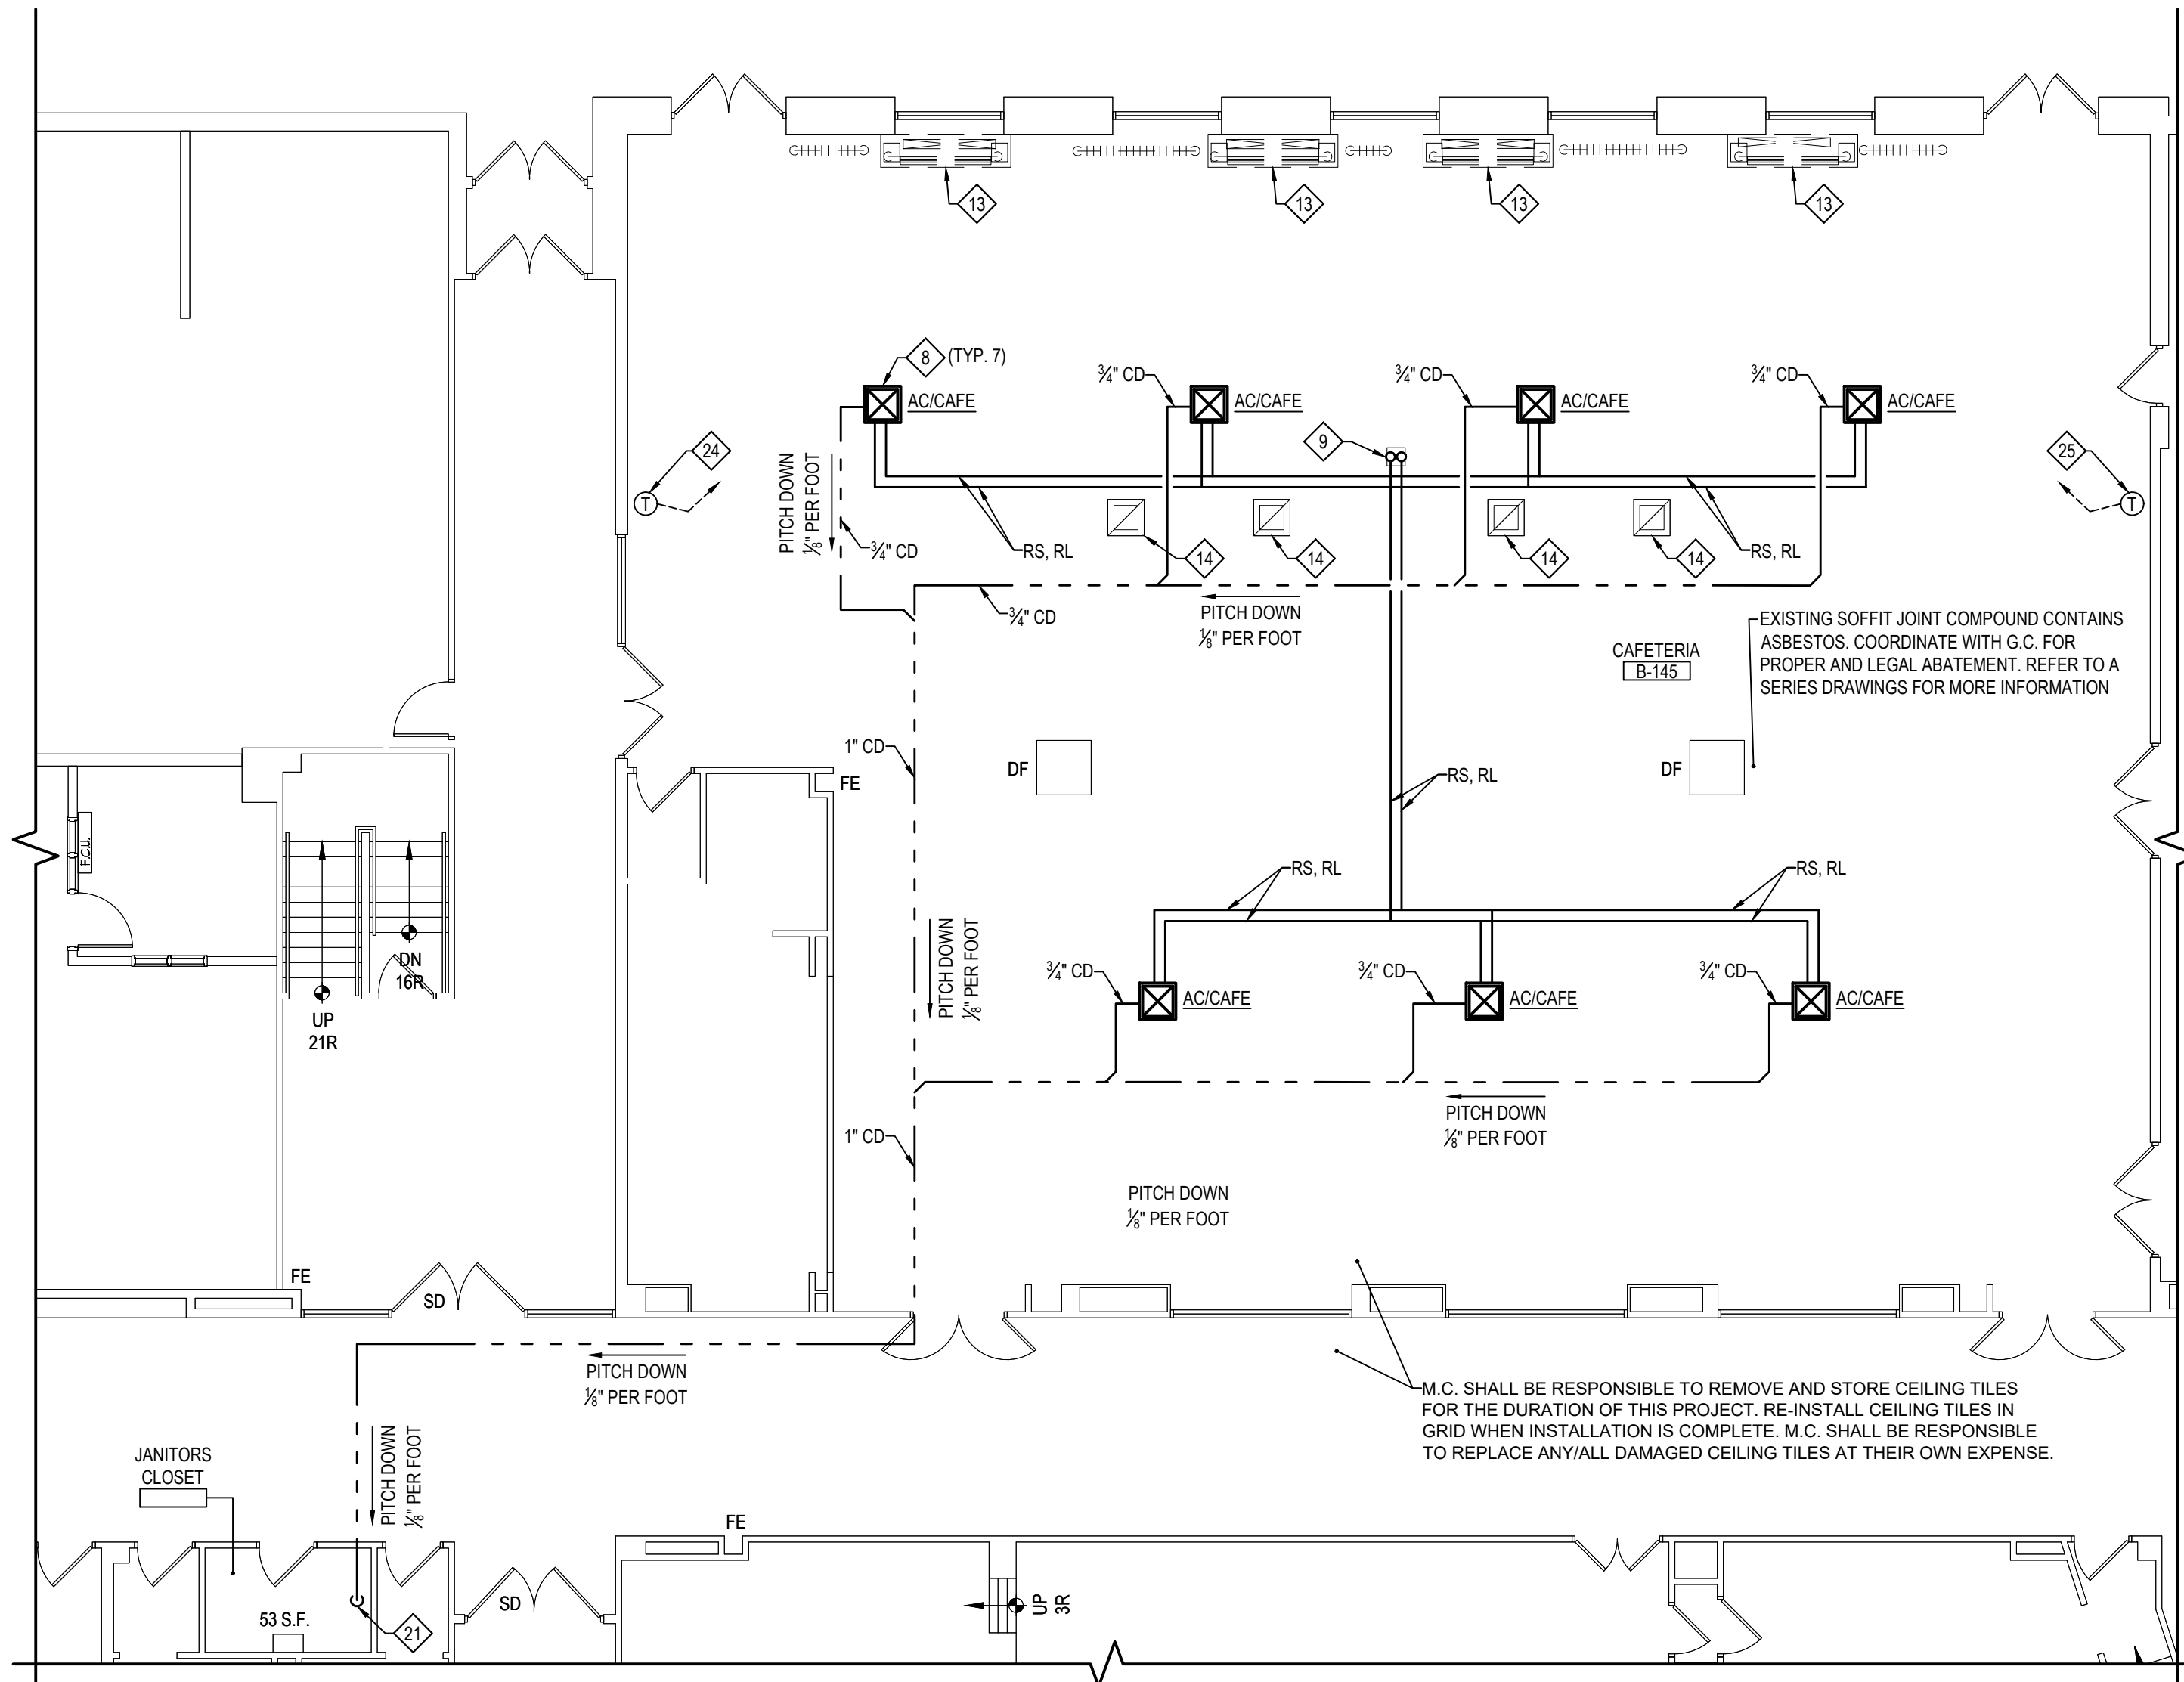 13
13
13
13
8 (TYP. 7)
3/4" CD
3/4" CD
3/4" CD
AC/CAFE
AC/CAFE
AC/CAFE
AC/CAFE
24
9
25
T
T
PITCH DOWN
1/8" PER FOOT
3/4" CD
RS, RL
14
14
14
14
RS, RL
3/4" CD
PITCH DOWN
1/8" PER FOOT
CAFETERIA
B-145
EXISTING SOFFIT JOINT COMPOUND CONTAINS
ASBESTOS. COORDINATE WITH G.C. FOR
PROPER AND LEGAL ABATEMENT. REFER TO A
SERIES DRAWINGS FOR MORE INFORMATION
1" CD
FE
DF
DF
RS, RL
F.C.U.
RS, RL
RS, RL
DN
16R
UP
21R
PITCH DOWN
1/8" PER FOOT
3/4" CD
3/4" CD
3/4" CD
AC/CAFE
AC/CAFE
AC/CAFE
PITCH DOWN
1/8" PER FOOT
1" CD
PITCH DOWN
1/8" PER FOOT
FE
SD
PITCH DOWN
1/8" PER FOOT
M.C. SHALL BE RESPONSIBLE TO REMOVE AND STORE CEILING TILES
FOR THE DURATION OF THIS PROJECT. RE-INSTALL CEILING TILES IN
GRID WHEN INSTALLATION IS COMPLETE. M.C. SHALL BE RESPONSIBLE
TO REPLACE ANY/ALL DAMAGED CEILING TILES AT THEIR OWN EXPENSE.
JANITORS
CLOSET
PITCH DOWN
1/8" PER FOOT
FE
53 S.F.
21
SD
UP
3R